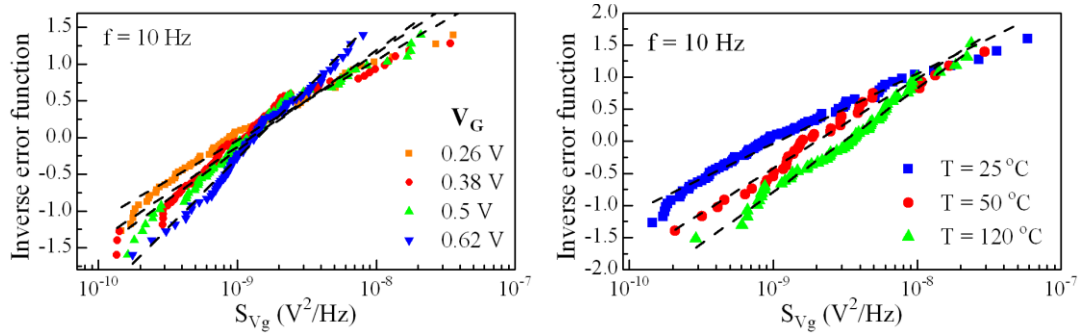 f = 10 Hz
Inverse error function
1.5
1.0
0.5
0.0
-0.5
-1.0
-1.5
V_G
0.26 V
0.38 V
0.5 V
0.62 V
10^-10 10^-9 10^-8 10^-7
S_Vg (V^2/Hz)
f = 10 Hz
Inverse error function
2.0
1.5
1.0
0.5
0.0
-0.5
-1.0
-1.5
-2.0
T = 25 °C
T = 50 °C
T = 120 °C
10^-10 10^-9 10^-8 10^-7
S_Vg (V^2/Hz)